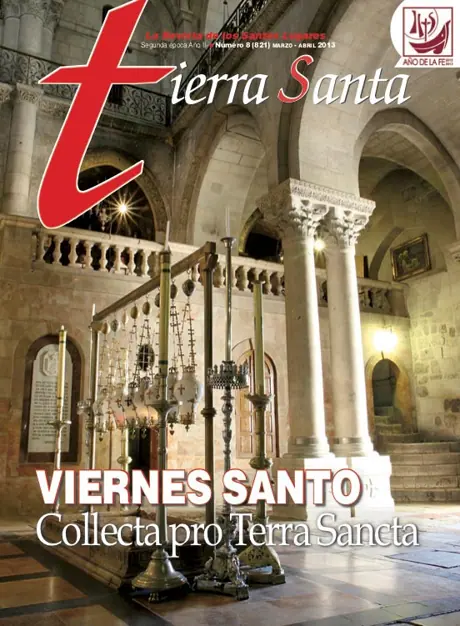 La Revista de los Santos Lugares
Segunda época Año II • Número 8 (821) MARZO - ABRIL 2013
tierra Santa
IHS
AÑO DE LA FE
VIERNES SANTO
Collecta pro Terra Sancta